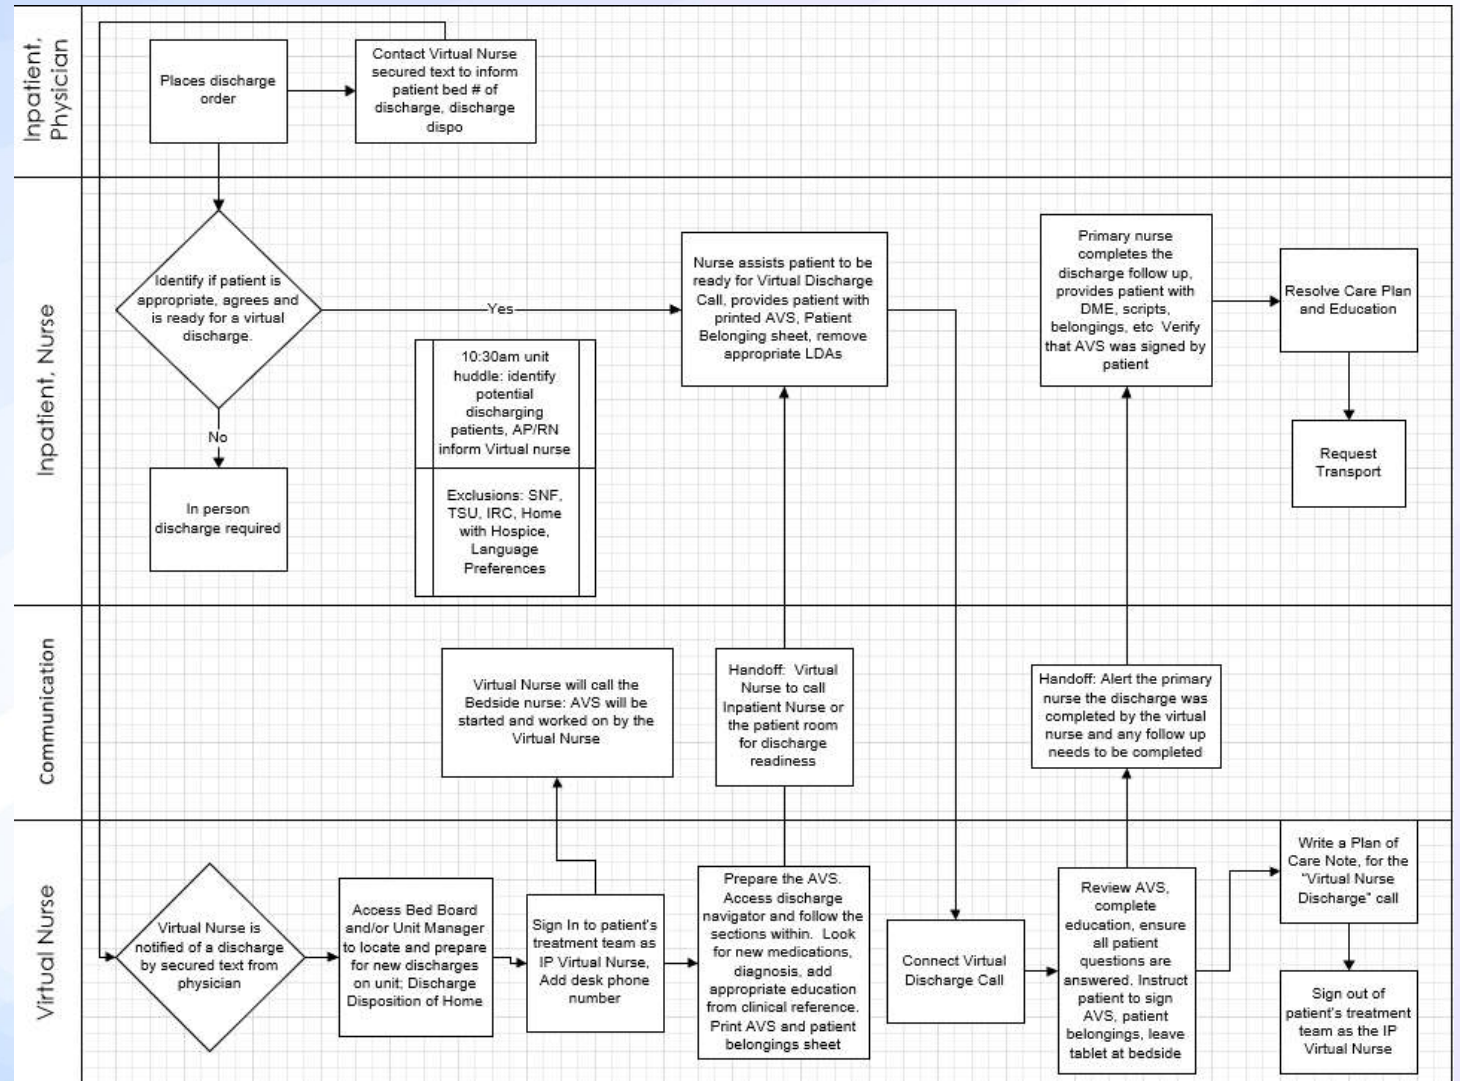 Inpatient,
Physician
Places discharge
order
Contact Virtual Nurse
secured text to inform
patient bed # of
discharge, discharge
dispo
Inpatient, Nurse
Identify if patient is
appropriate, agrees and
is ready for a virtual
discharge.
Yes
No
In person
discharge required
10:30am unit
huddle: identify
potential
discharging
patients, AP/RN
inform Virtual nurse
Exclusions: SNF,
TSU, IRC, Home
with Hospice,
Language
Preferences
Nurse assists patient to be
ready for Virtual Discharge
Call, provides patient with
printed AVS, Patient
Belonging sheet, remove
appropriate LDAs
Primary nurse
completes the
discharge follow up,
provides patient with
DME, scripts,
belongings, etc Verify
that AVS was signed by
patient
Resolve Care Plan
and Education
Request
Transport
Communication
Virtual Nurse will call the
Bedside nurse: AVS will be
started and worked on by the
Virtual Nurse
Handoff: Virtual
Nurse to call
Inpatient Nurse or
the patient room
for discharge
readiness
Handoff: Alert the primary
nurse the discharge was
completed by the virtual
nurse and any follow up
needs to be completed
Virtual Nurse
Virtual Nurse is
notified of a discharge
by secured text from
physician
Access Bed Board
and/or Unit Manager
to locate and prepare
for new discharges
on unit; Discharge
Disposition of Home
Sign In to patient's
treatment team as
IP Virtual Nurse,
Add desk phone
number
Prepare the AVS.
Access discharge
navigator and follow the
sections within. Look
for new medications,
diagnosis, add
appropriate education
from clinical reference.
Print AVS and patient
belongings sheet
Connect Virtual
Discharge Call
Review AVS,
complete
education, ensure
all patient
questions are
answered. Instruct
patient to sign
AVS, patient
belongings, leave
tablet at bedside
Write a Plan of
Care Note, for the
"Virtual Nurse
Discharge" call
Sign out of
patient's treatment
team as the IP
Virtual Nurse